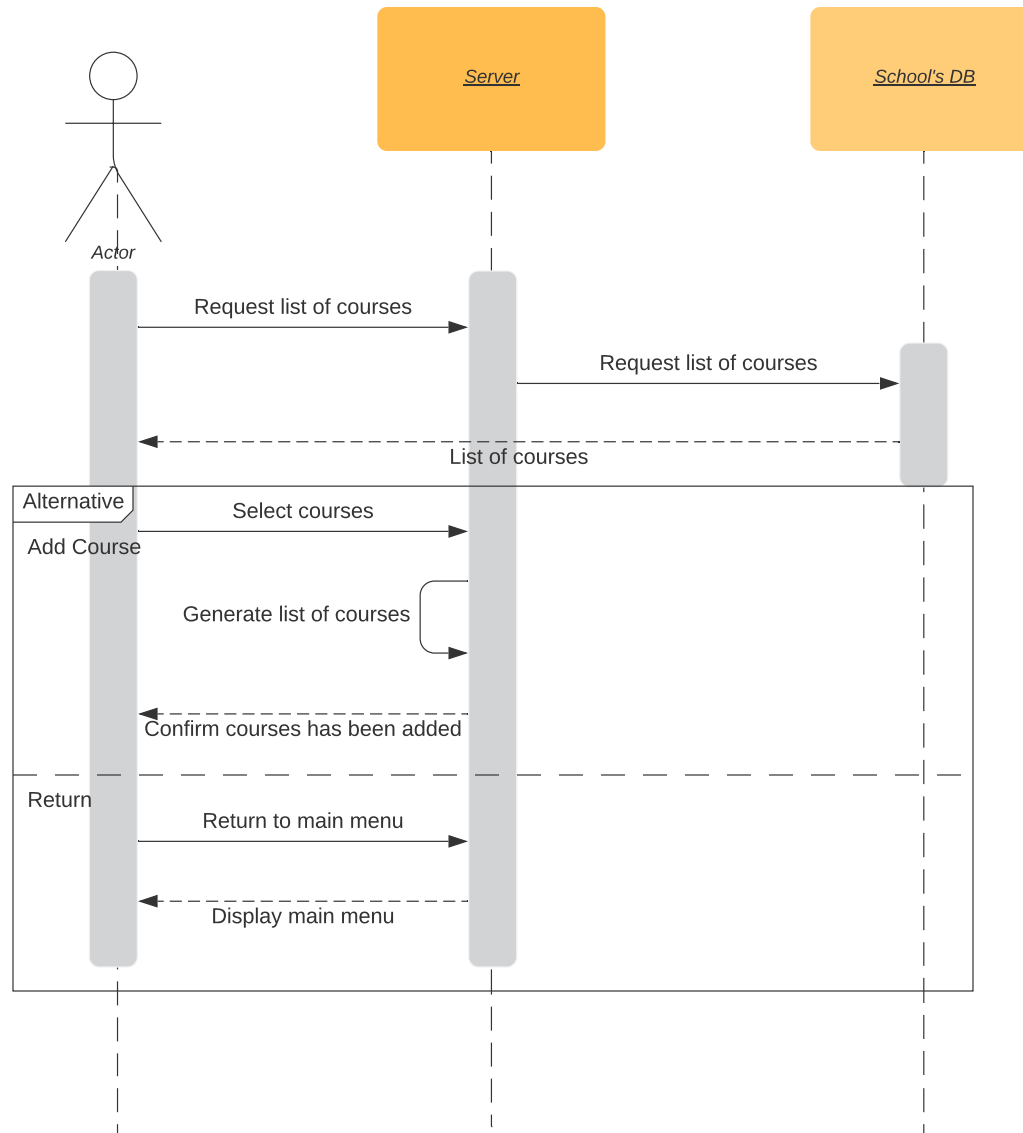 Server
School's DB
Actor
Request list of courses
Request list of courses
List of courses
Alternative
Select courses
Add Course
Generate list of courses
Confirm courses has been added
Return
Return to main menu
Display main menu